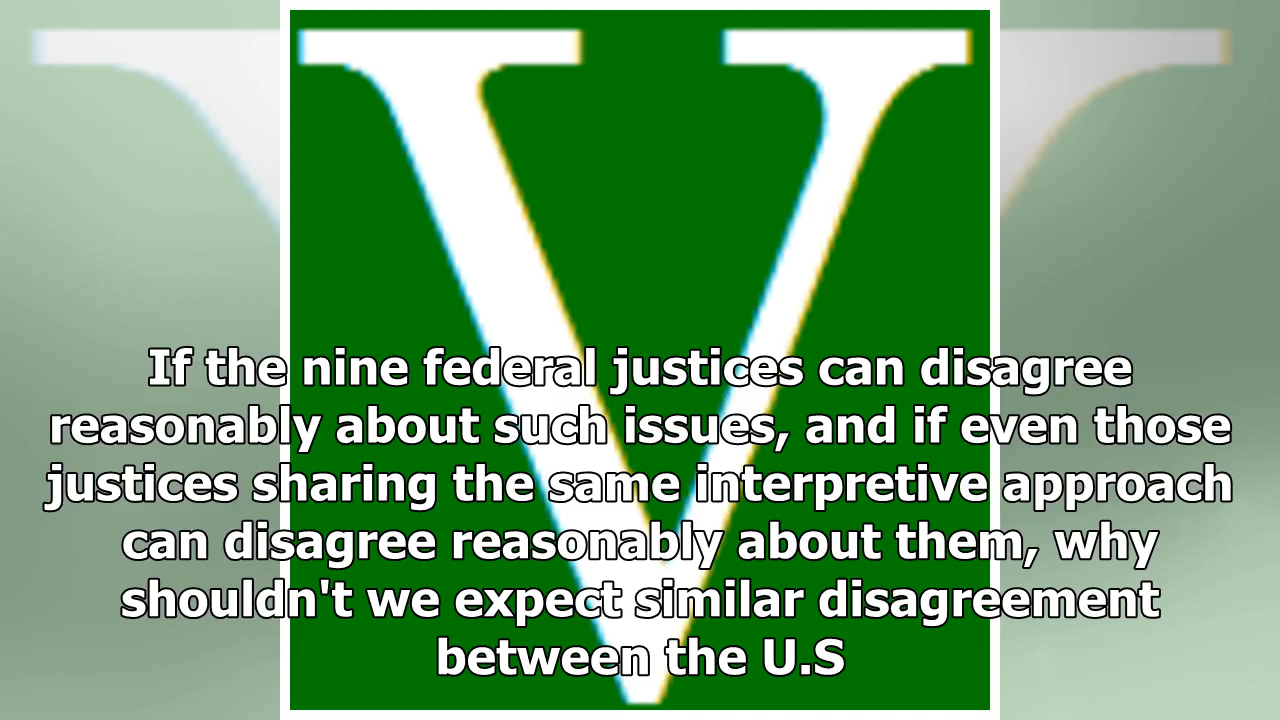 V
If the nine federal justices can disagree
reasonably about such issues, and if even those
justices sharing the same interpretive approach
can disagree reasonably about them, why
shouldn't we expect similar disagreement
between the U.S